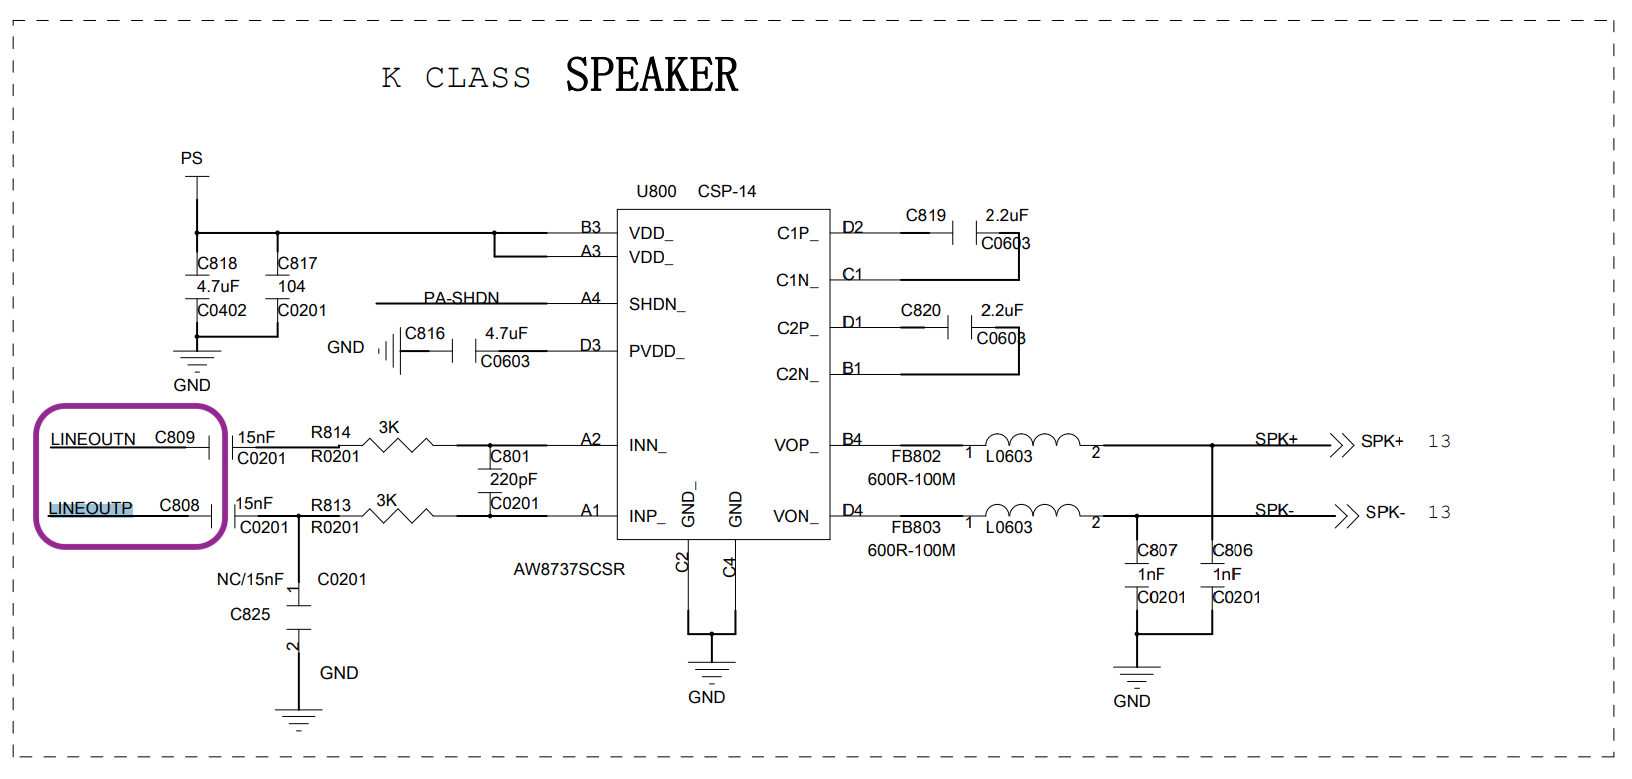 K CLASS SPEAKER
PS
U800 CSP-14
B3 VDD_
A3 VDD_
A4 SHDN_
PA-SHDN
D3 PVDD_
A2 INN_
A1 INP_
C1P_ D2
C1N_ C1
C2P_ D1
C2N_ B1
VOP_ B4
VON_ D4
GND_ C2
GND C4
AW8737SCSR
C818
4.7uF
C0402
C817
104
C0201
GND
GND
C816 4.7uF
C0603
C819 2.2uF
C0603
C820 2.2uF
C0603
LINEOUTN C809 15nF
C0201
R814 3K
R0201
LINEOUTP C808 15nF
C0201
R813 3K
R0201
C801
220pF
C0201
NC/15nF C0201
1
C825
2
GND
GND
FB802 1 L0603 2
600R-100M
FB803 1 L0603 2
600R-100M
SPK+ SPK+ 13
SPK- SPK- 13
C807
1nF
C0201
C806
1nF
C0201
GND